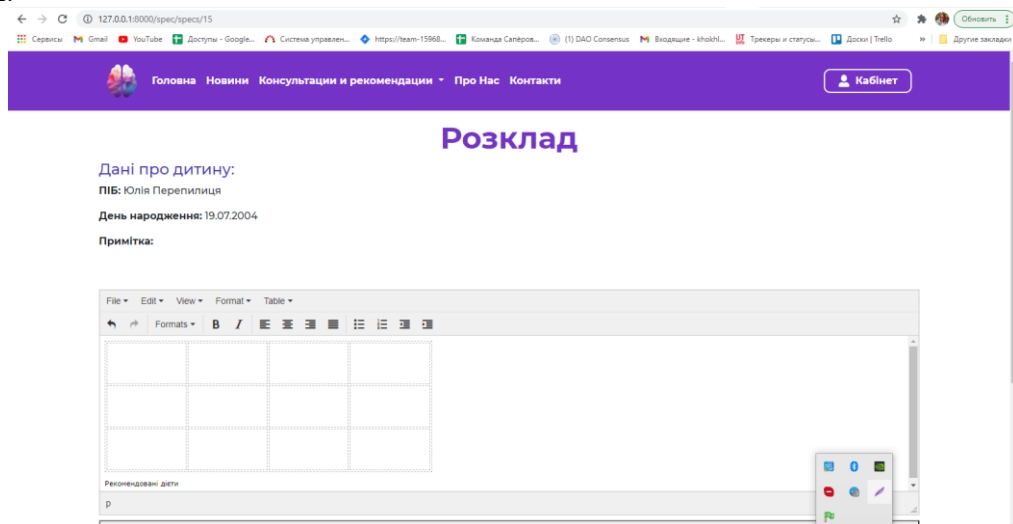 127.0.0.1:8000/spec/specs/15
Обновить
Сервисы Gmail YouTube Доступы - Google... Система управлен... https://team-15968... Команда Сапёров... (1) DAO Consensus Входящие - khokhl... Трекеры и статусы... Доски | Trello » Другие закладки
Головна Новини Консультации и рекомендации Про Нас Контакти Кабінет
Розклад
Дані про дитину:
ПІБ: Юлія Перепилиця
День народження: 19.07.2004
Примітка:
File Edit View Format Table
Formats B I
Рекомендовані дієти
p